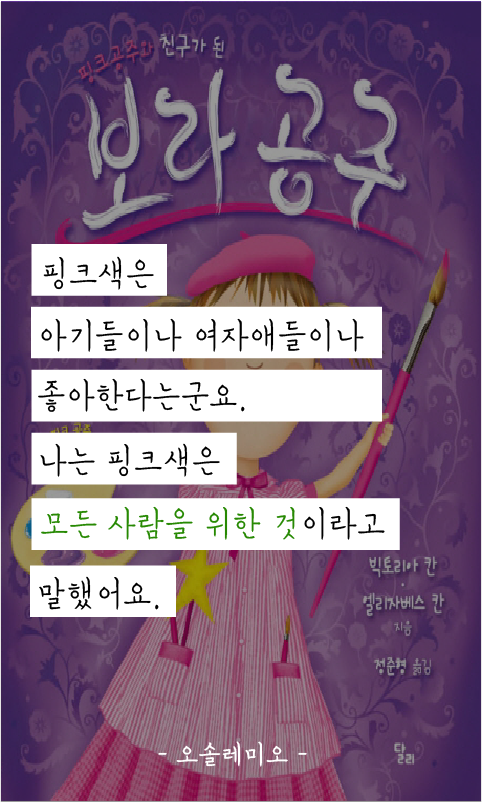 핑크공주와 친구가 된
보라 공주
핑크색은
아기들이나 여자애들이나
좋아한다는군요.
나는 핑크색은
모든 사람을 위한 것이라고
말했어요.
빅토리아 칸
·
엘리자베스 칸
지음
정준형 옮김
- 오솔레미오 -
달리